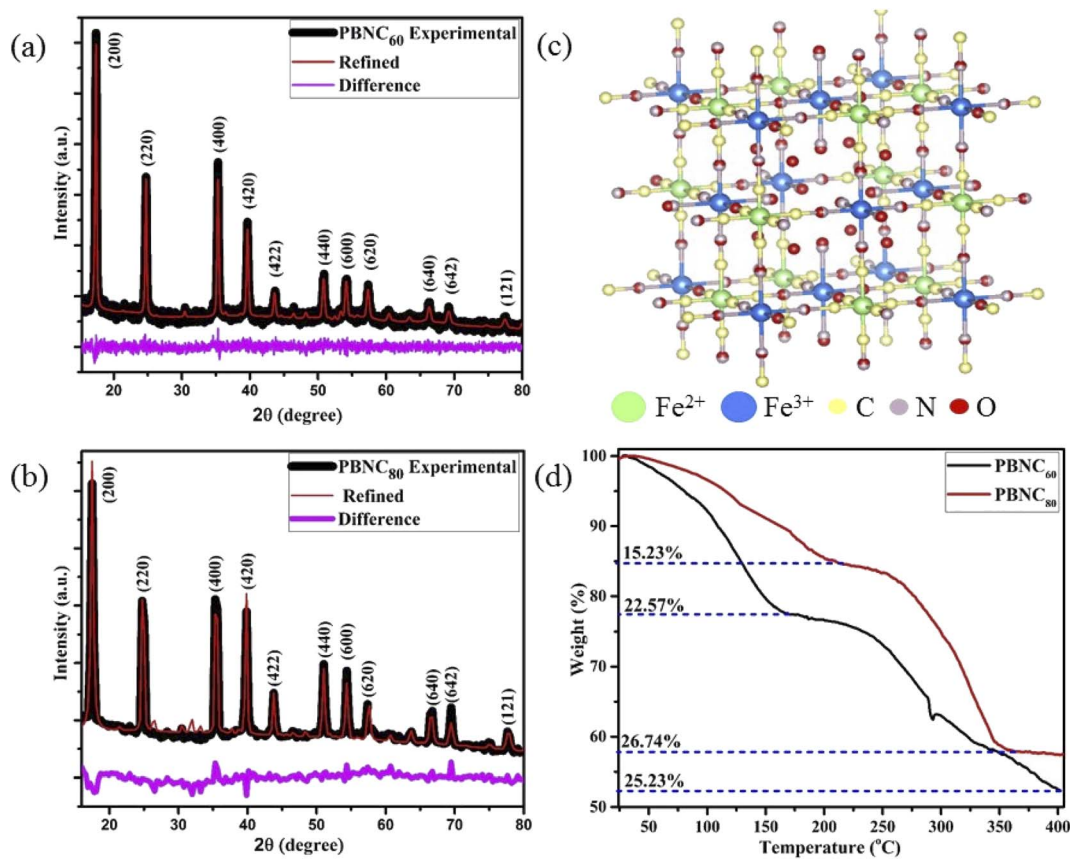 (a)
PBNC60 Experimental
Refined
Difference
(200)
(220)
(400)
(420)
(422)
(440)
(600)
(620)
(640)
(642)
(121)
Intensity (a.u.)
20 30 40 50 60 70 80
2θ (degree)
(b)
PBNC80 Experimental
Refined
Difference
(200)
(220)
(400)
(420)
(422)
(440)
(600)
(620)
(640)
(642)
(121)
Intensity (a.u.)
20 30 40 50 60 70 80
2θ (degree)
(c)
Fe2+ Fe3+ C N O
(d)
PBNC60
PBNC80
100
90
80
70
60
50
15.23%
22.57%
26.74%
25.23%
Weight (%)
50 100 150 200 250 300 350 400
Temperature (°C)